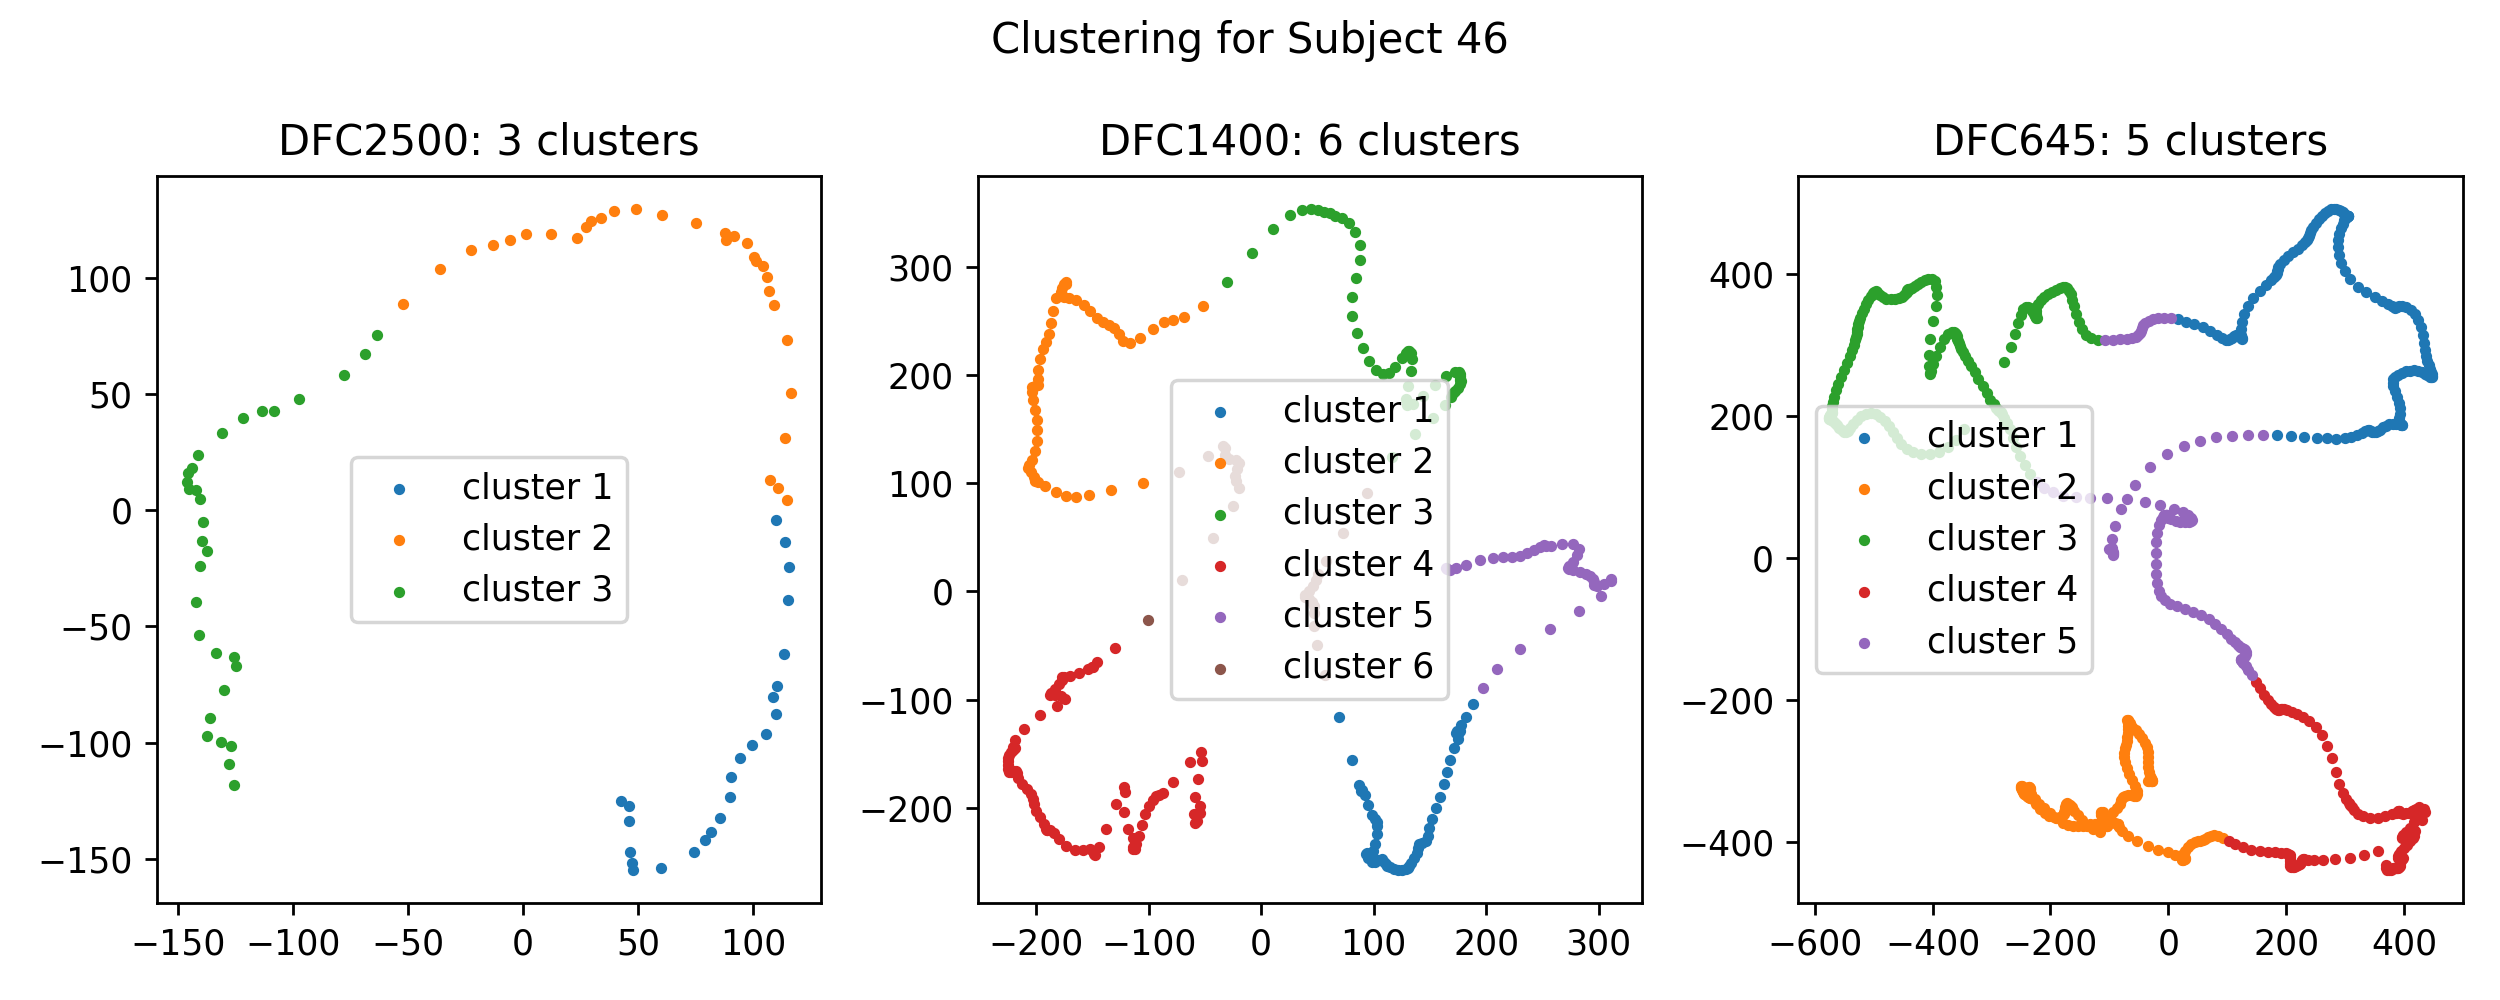 Clustering for Subject 46
DFC2500: 3 clusters
100
50
0
−50
−100
−150
−150
−100
−50
0
50
100
cluster 1
cluster 2
cluster 3
DFC1400: 6 clusters
300
200
100
0
−100
−200
−200
−100
0
100
200
300
cluster 1
cluster 2
cluster 3
cluster 4
cluster 5
cluster 6
DFC645: 5 clusters
400
200
0
−200
−400
−600
−400
−200
0
200
400
cluster 1
cluster 2
cluster 3
cluster 4
cluster 5